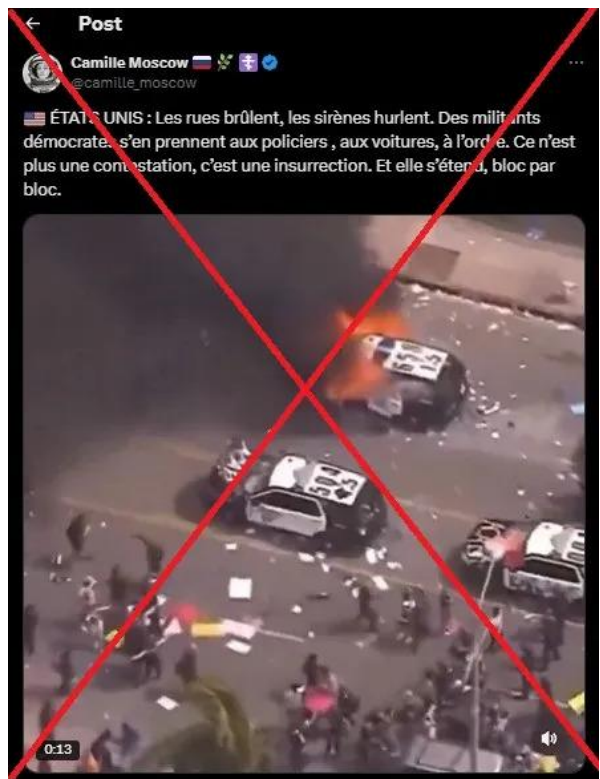 Post
Camille Moscow
@camille_moscow
ÉTATS UNIS : Les rues brûlent, les sirènes hurlent. Des militants
démocrates s'en prennent aux policiers , aux voitures, à l'ordre. Ce n'est
plus une contestation, c'est une insurrection. Et elle s'étend, bloc par
bloc.
0:13